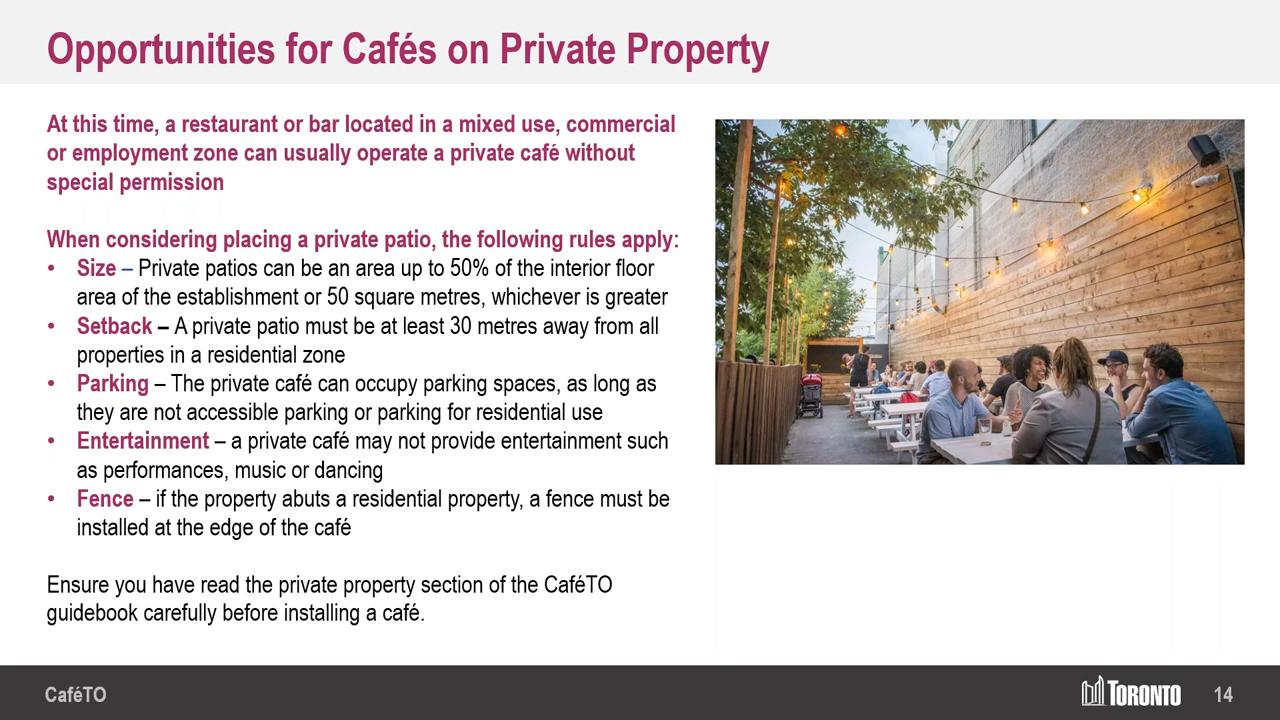 Opportunities for Cafés on Private Property
At this time, a restaurant or bar located in a mixed use, commercial
or employment zone can usually operate a private café without
special permission
When considering placing a private patio, the following rules apply:
• Size – Private patios can be an area up to 50% of the interior floor
area of the establishment or 50 square metres, whichever is greater
• Setback – A private patio must be at least 30 metres away from all
properties in a residential zone
• Parking – The private café can occupy parking spaces, as long as
they are not accessible parking or parking for residential use
• Entertainment – a private café may not provide entertainment such
as performances, music or dancing
• Fence – if the property abuts a residential property, a fence must be
installed at the edge of the café
Ensure you have read the private property section of the CaféTO
guidebook carefully before installing a café.
CaféTO
TORONTO
14